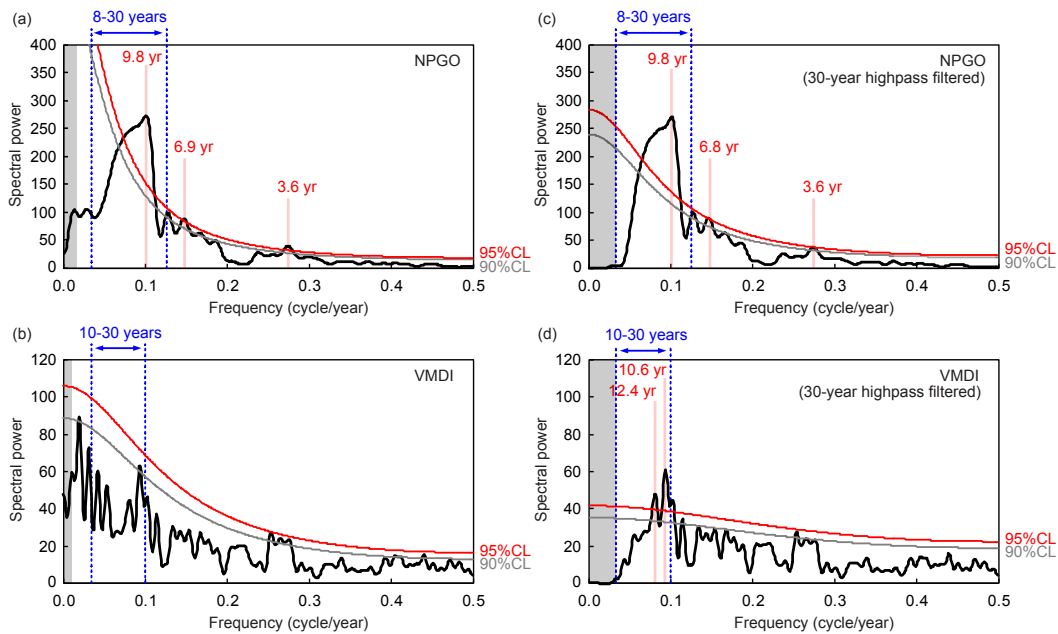 (a)
8-30 years
400
350
300
250
200
150
100
50
0
Spectral power
9.8 yr
6.9 yr
3.6 yr
NPGO
95%CL
90%CL
0.0 0.1 0.2 0.3 0.4 0.5
Frequency (cycle/year)
(c)
8-30 years
400
350
300
250
200
150
100
50
0
Spectral power
9.8 yr
6.8 yr
3.6 yr
NPGO
(30-year highpass filtered)
95%CL
90%CL
0.0 0.1 0.2 0.3 0.4 0.5
Frequency (cycle/year)
(b)
10-30 years
120
100
80
60
40
20
0
Spectral power
VMDI
95%CL
90%CL
0.0 0.1 0.2 0.3 0.4 0.5
Frequency (cycle/year)
(d)
10-30 years
120
100
80
60
40
20
0
Spectral power
10.6 yr
12.4 yr
VMDI
(30-year highpass filtered)
95%CL
90%CL
0.0 0.1 0.2 0.3 0.4 0.5
Frequency (cycle/year)